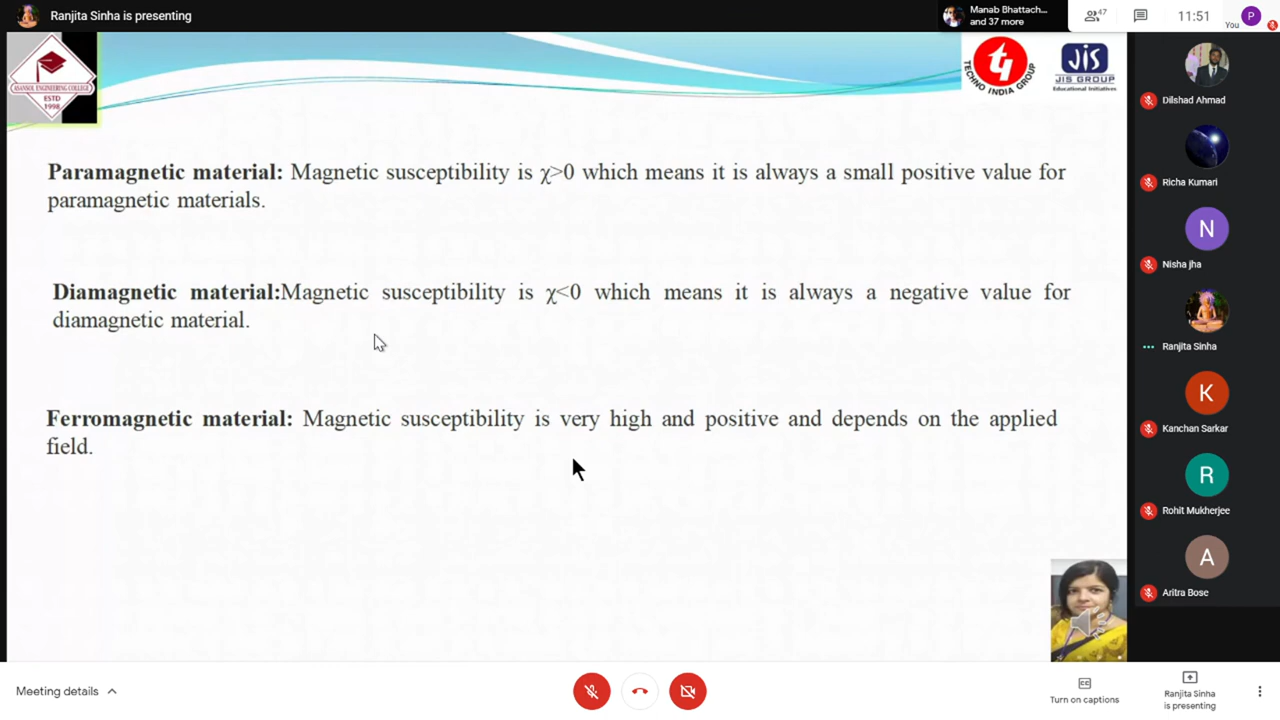 Ranjita Sinha is presenting
Manab Bhattach...
and 37 more
47
11:51
P
You
ASANSOL ENGINEERING COLLEGE
ESTD
1998
TECHNO INDIA GROUP
JIS
JIS GROUP
Educational Initiatives
Paramagnetic material: Magnetic susceptibility is χ>0 which means it is always a small positive value for
paramagnetic materials.
Diamagnetic material:Magnetic susceptibility is χ<0 which means it is always a negative value for
diamagnetic material.
Ferromagnetic material: Magnetic susceptibility is very high and positive and depends on the applied
field.
Dilshad Ahmad
Richa Kumari
N
Nisha jha
Ranjita Sinha
K
Kanchan Sarkar
R
Rohit Mukherjee
A
Aritra Bose
Meeting details
CC
Turn on captions
Ranjita Sinha
is presenting